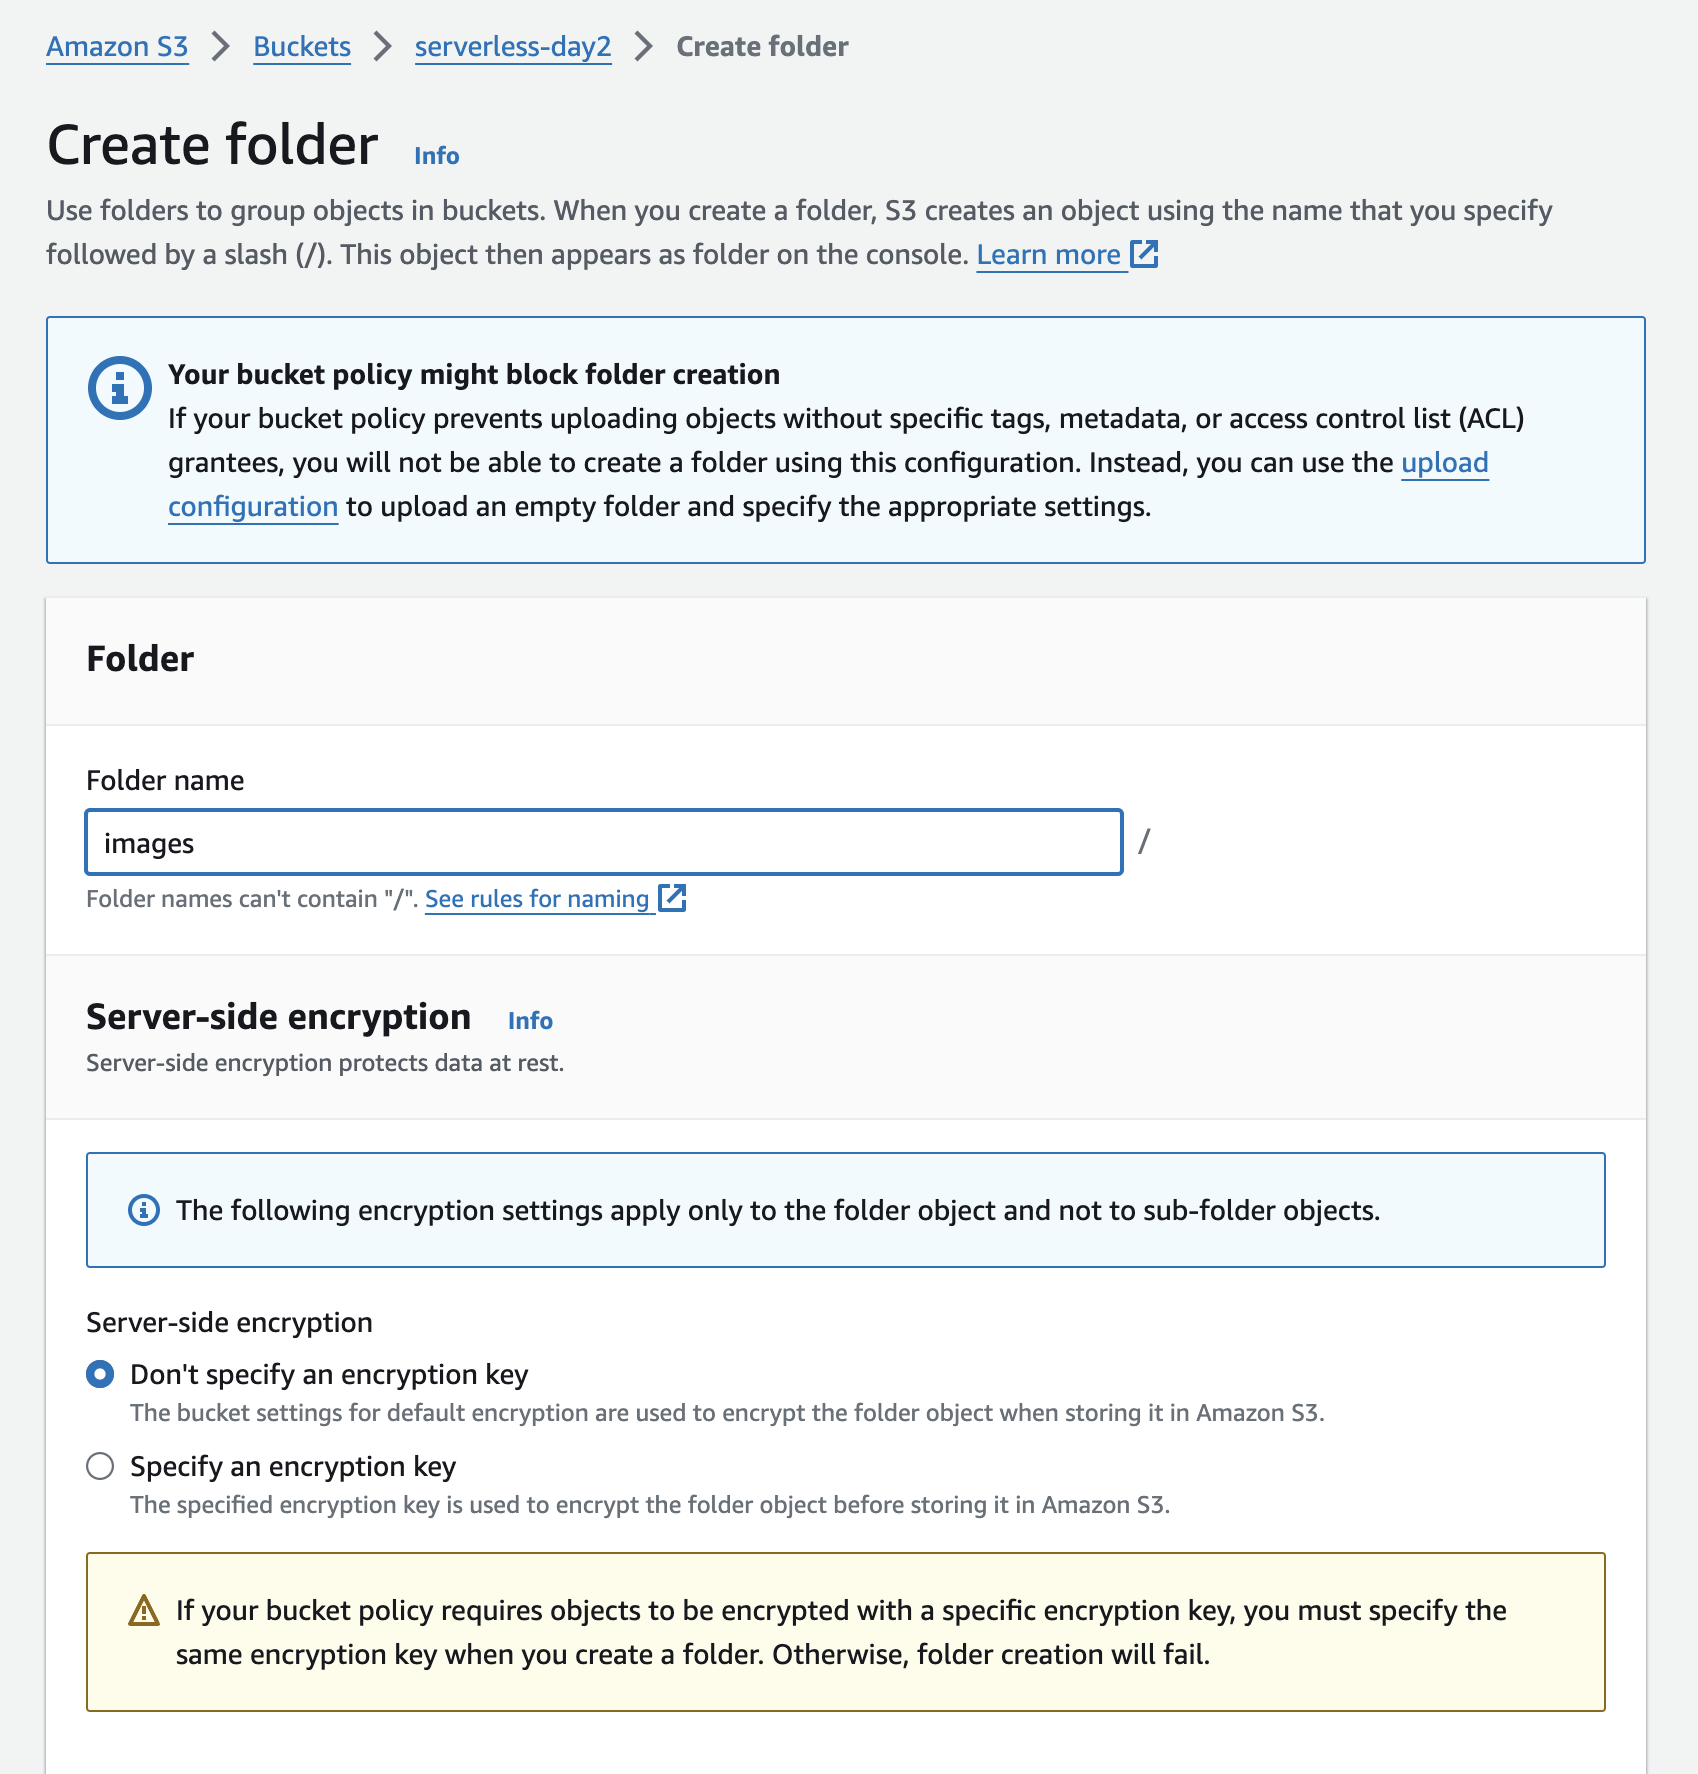 Amazon S3 > Buckets > serverless-day2 > Create folder
Create folder Info
Use folders to group objects in buckets. When you create a folder, S3 creates an object using the name that you specify
followed by a slash (/). This object then appears as folder on the console. Learn more
Your bucket policy might block folder creation
If your bucket policy prevents uploading objects without specific tags, metadata, or access control list (ACL)
grantees, you will not be able to create a folder using this configuration. Instead, you can use the upload
configuration to upload an empty folder and specify the appropriate settings.
Folder
Folder name
images /
Folder names can't contain "/". See rules for naming
Server-side encryption Info
Server-side encryption protects data at rest.
The following encryption settings apply only to the folder object and not to sub-folder objects.
Server-side encryption
Don't specify an encryption key
The bucket settings for default encryption are used to encrypt the folder object when storing it in Amazon S3.
Specify an encryption key
The specified encryption key is used to encrypt the folder object before storing it in Amazon S3.
If your bucket policy requires objects to be encrypted with a specific encryption key, you must specify the
same encryption key when you create a folder. Otherwise, folder creation will fail.